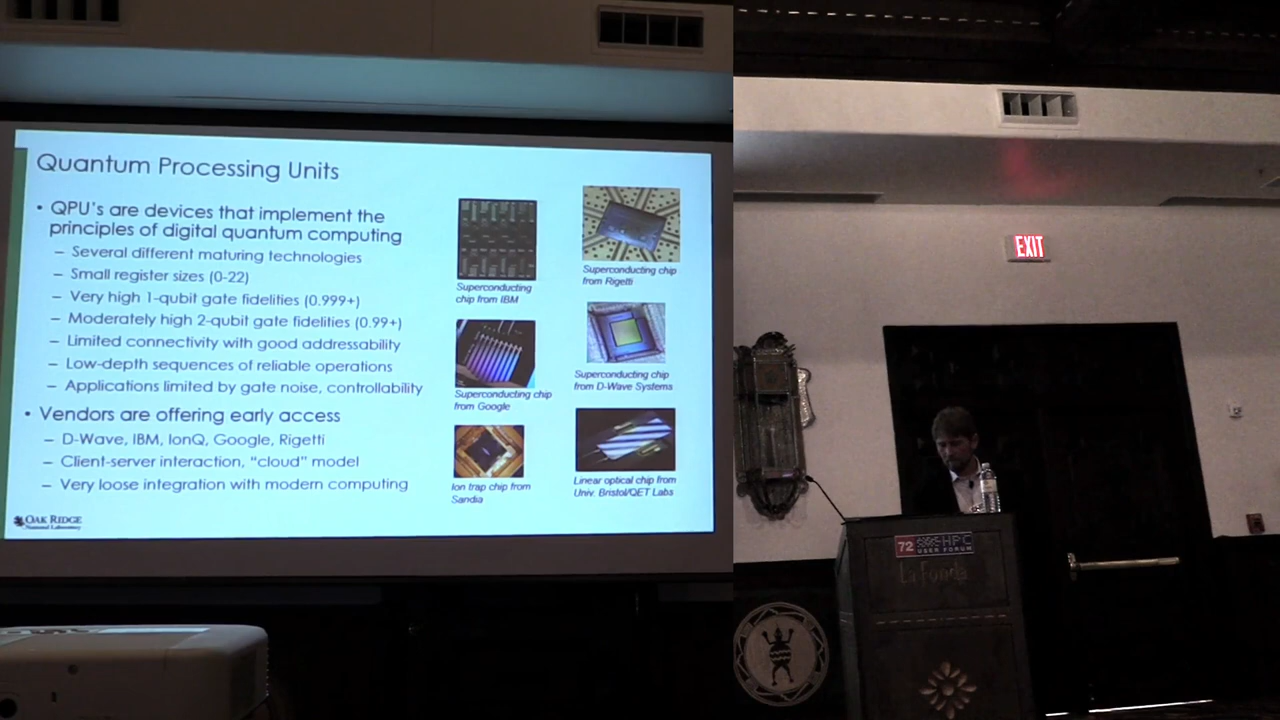 Quantum Processing Units
• QPU's are devices that implement the
principles of digital quantum computing
– Several different maturing technologies
– Small register sizes (0-22)
– Very high 1-qubit gate fidelities (0.999+)
– Moderately high 2-qubit gate fidelities (0.99+)
– Limited connectivity with good addressability
– Low-depth sequences of reliable operations
– Applications limited by gate noise, controllability
• Vendors are offering early access
– D-Wave, IBM, IonQ, Google, Rigetti
– Client-server interaction, "cloud" model
– Very loose integration with modern computing
Superconducting
chip from IBM
Superconducting chip
from Rigetti
Superconducting chip
from Google
Superconducting chip
from D-Wave Systems
Ion trap chip from
Sandia
Linear optical chip from
Univ. Bristol/QET Labs
OAK RIDGE
National Laboratory
EXIT
72 HPC
USER FORUM
La Fonda